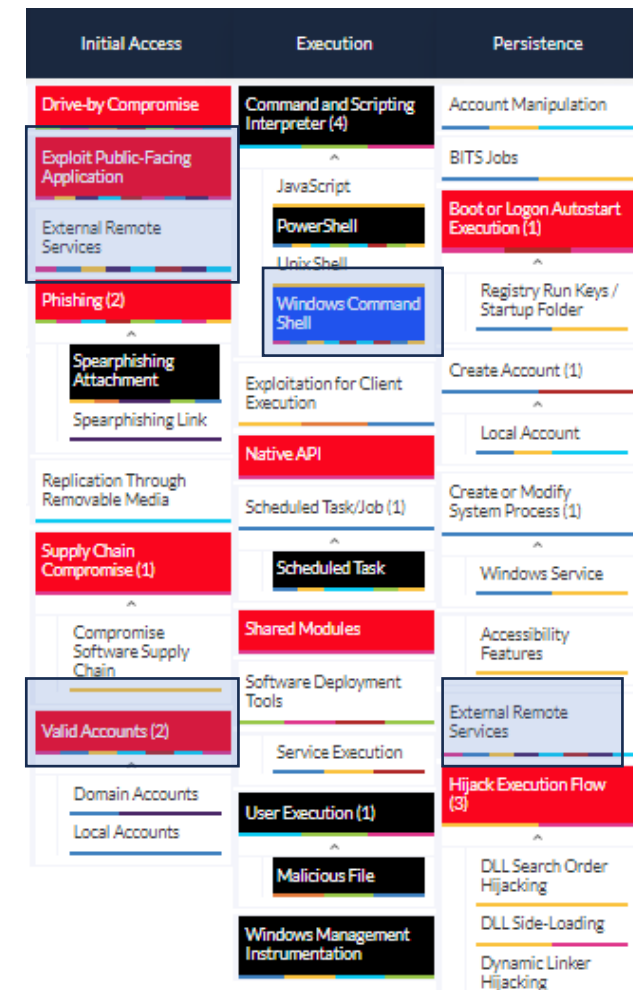 Initial Access
Drive-by Compromise
Exploit Public-Facing
Application
External Remote
Services
Phishing (2)
Spearphishing
Attachment
Spearphishing Link
Replication Through
Removable Media
Supply Chain
Compromise (1)
Compromise
Software Supply
Chain
Valid Accounts (2)
Domain Accounts
Local Accounts
Execution
Command and Scripting
Interpreter (4)
JavaScript
PowerShell
Unix Shell
Windows Command
Shell
Exploitation for Client
Execution
Native API
Scheduled Task/Job (1)
Scheduled Task
Shared Modules
Software Deployment
Tools
Service Execution
User Execution (1)
Malicious File
Windows Management
Instrumentation
Persistence
Account Manipulation
BITS Jobs
Boot or Logon Autostart
Execution (1)
Registry Run Keys /
Startup Folder
Create Account (1)
Local Account
Create or Modify
System Process (1)
Windows Service
Accessibility
Features
External Remote
Services
Hijack Execution Flow
(3)
DLL Search Order
Hijacking
DLL Side-Loading
Dynamic Linker
Hijacking